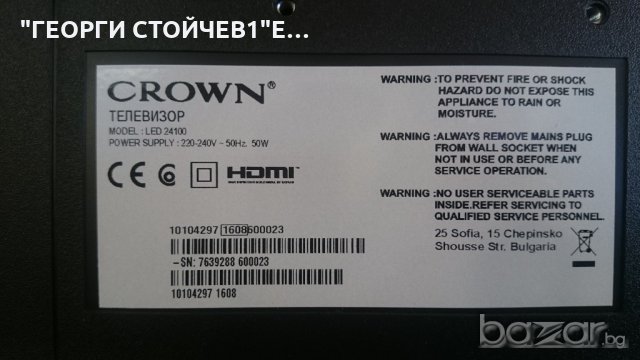 "ГЕОРГИ СТОЙЧЕВ1"Е...
CROWN®
ТЕЛЕВИЗОР
MODEL : LED 24100
POWER SUPPLY : 220-240V ~ 50Hz, 50W
CE
HDMI
10104297 1608 600023
-SN: 7639288 600023
10104297 1608
WARNING :TO PREVENT FIRE OR SHOCK
HAZARD DO NOT EXPOSE THIS
APPLIANCE TO RAIN OR
MOISTURE.
WARNING :ALWAYS REMOVE MAINS PLUG
FROM WALL SOCKET WHEN
NOT IN USE OR BEFORE ANY
SERVICE OPERATION.
WARNING :NO USER SERVICEABLE PARTS
INSIDE.REFER SERVICING TO
QUALIFIED SERVICE PERSONNEL.
25 Sofia, 15 Chepinsko
Shousse Str. Bulgaria
bazar.bg